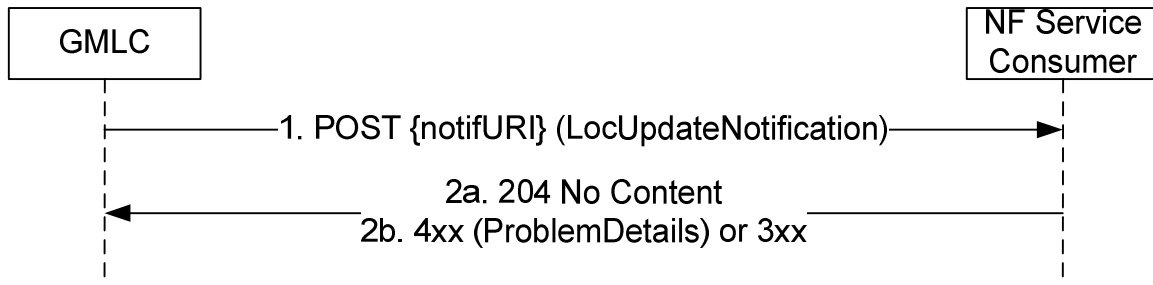 GMLC
NF Service
Consumer
1. POST {notifURI} (LocUpdateNotification)
2a. 204 No Content
2b. 4xx (ProblemDetails) or 3xx